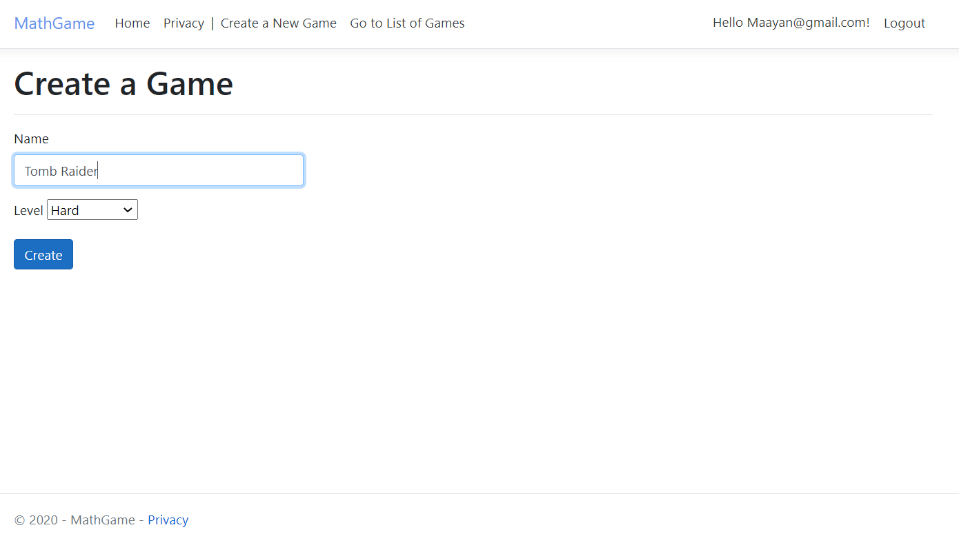 MathGame Home Privacy | Create a New Game Go to List of Games Hello Maayan@gmail.com! Logout
Create a Game
Name
Tomb Raider
Level Hard
Create
© 2020 - MathGame - Privacy